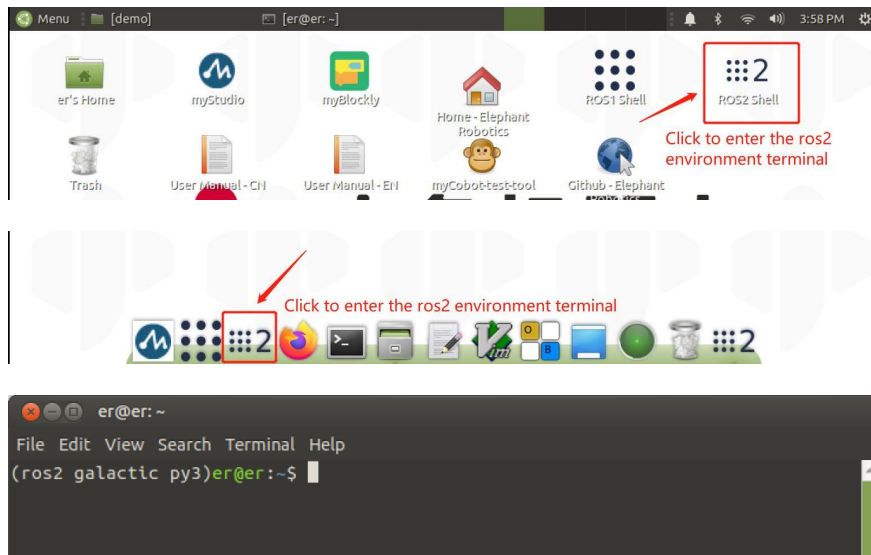 Menu [demo] [er@er: ~] 3:58 PM
er's Home myStudio myBlockly Home - Elephant Robotics ROS1 Shell 2 ROS2 Shell
Click to enter the ros2
environment terminal
Trash User Manual - CN User Manual - EN myCobot-test-tool Github - Elephant
Click to enter the ros2 environment terminal
2 >_ Vim O B 2
er@er: ~
File Edit View Search Terminal Help
(ros2 galactic py3)er@er:~$